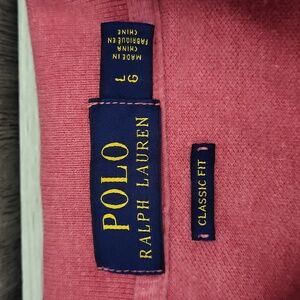 L G
MADE IN
CHINA
FABRIQUÉ EN
CHINE
POLO
RALPH LAUREN
CLASSIC FIT